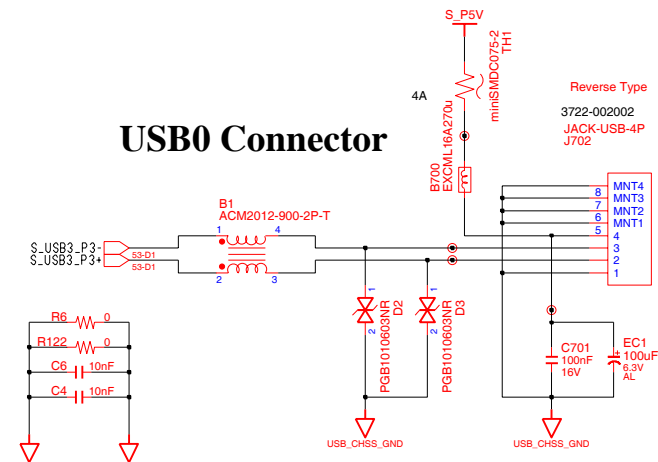 S_P5V
miniSMDC075-2
TH1
4A
Reverse Type
3722-002002
JACK-USB-4P
J702
USB0 Connector
B700
EXCML16A270u
B1
ACM2012-900-2P-T
MNT4
8 MNT3
7 MNT2
6 MNT1
5 4
3
2
1
1 4
S_USB3_P3-
53-D1
S_USB3_P3+
53-D1
2 3
1
2
D2
PGB1010603NR
1
2
D3
PGB1010603NR
R6 0
R122 0
C6 10nF
C4 10nF
C701
100nF
16V
EC1
100uF
6.3V
AL
USB_CHSS_GND
USB_CHSS_GND